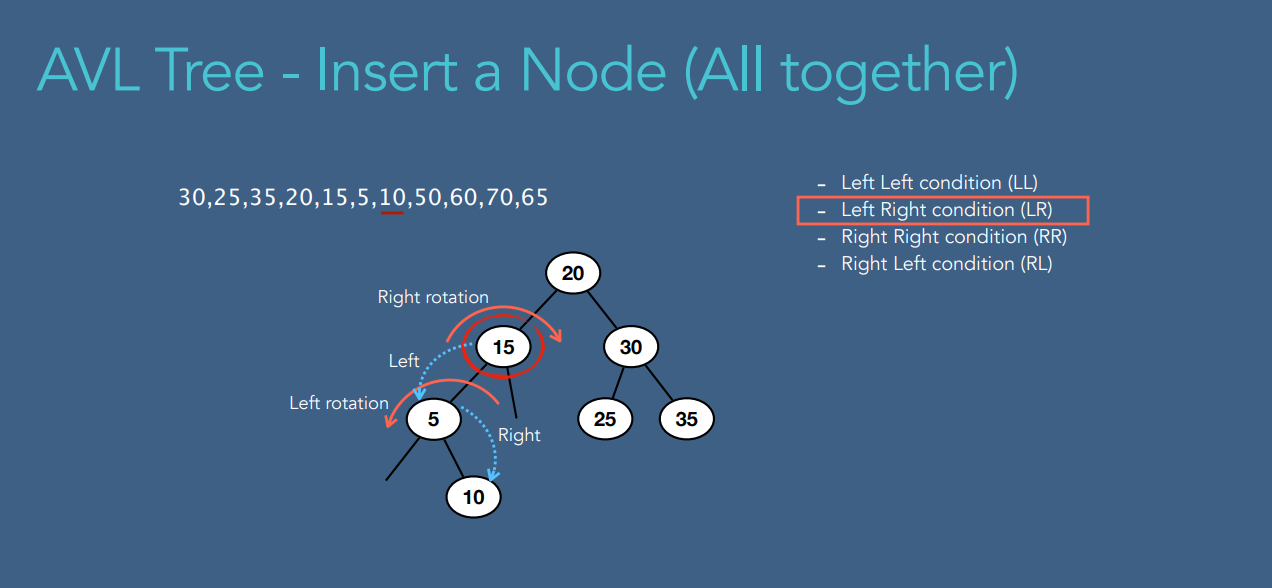 AVL Tree - Insert a Node (All together)
30,25,35,20,15,5,10,50,60,70,65
- Left Left condition (LL)
- Left Right condition (LR)
- Right Right condition (RR)
- Right Left condition (RL)
20
Right rotation
15
30
Left
Left rotation
5
Right
25
35
10